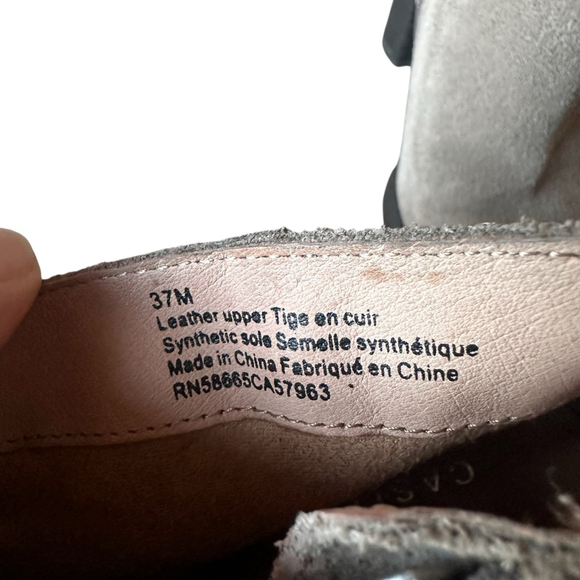 37M
Leather upper Tige en cuir
Synthetic sole Semelle synthétique
Made in China Fabriqué en Chine
RN58665CA57963